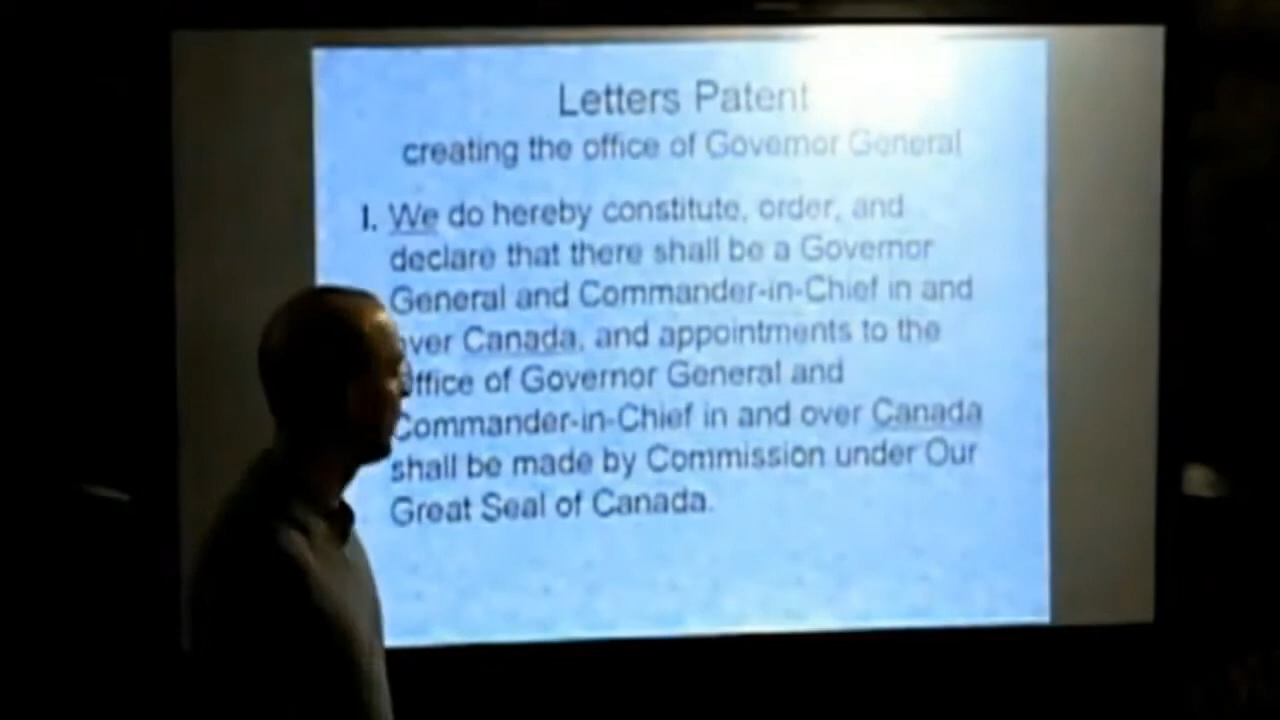 Letters Patent
creating the office of Governor General
I. We do hereby constitute, order, and
declare that there shall be a Governor
General and Commander-in-Chief in and
over Canada, and appointments to the
Office of Governor General and
Commander-in-Chief in and over Canada
shall be made by Commission under Our
Great Seal of Canada.